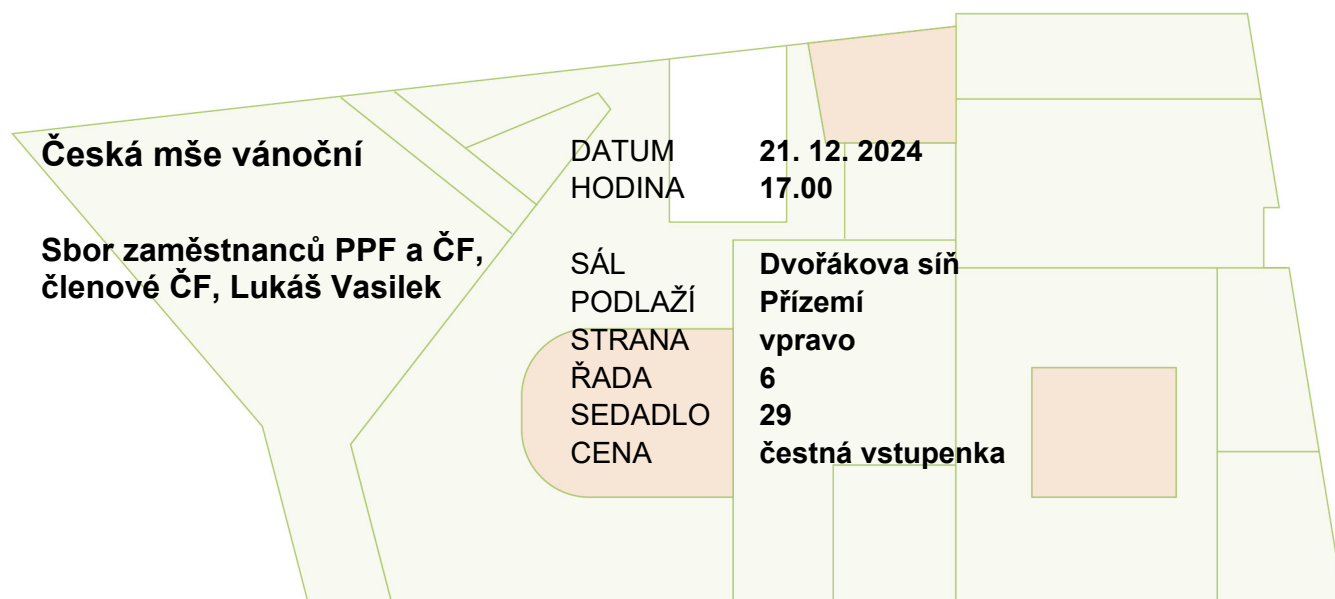 Česká mše vánoční
Sbor zaměstnanců PPF a ČF,
členové ČF, Lukáš Vasilek
DATUM 21. 12. 2024
HODINA 17.00
SÁL Dvořákova síň
PODLAŽÍ Přízemí
STRANA vpravo
ŘADA 6
SEDADLO 29
CENA čestná vstupenka